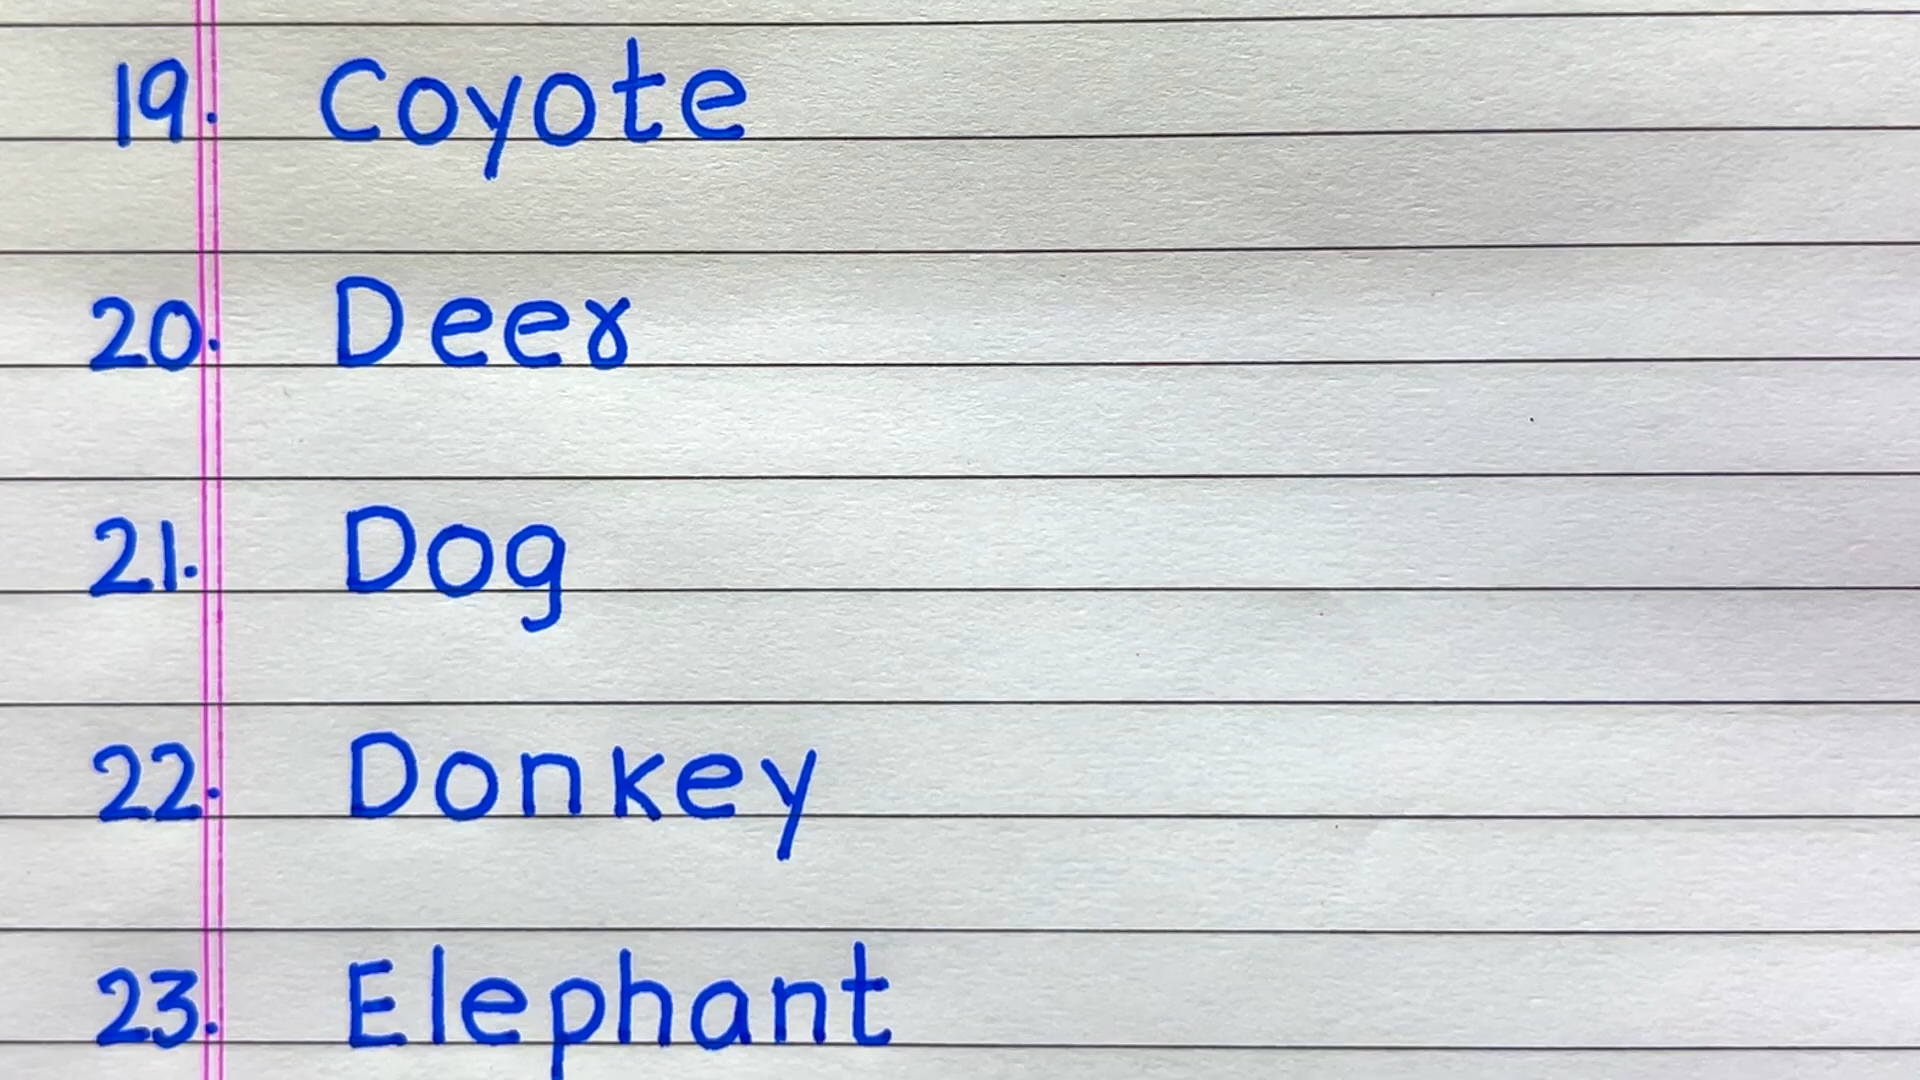 19. Coyote
20. Deer
21. Dog
22. Donkey
23. Elephant